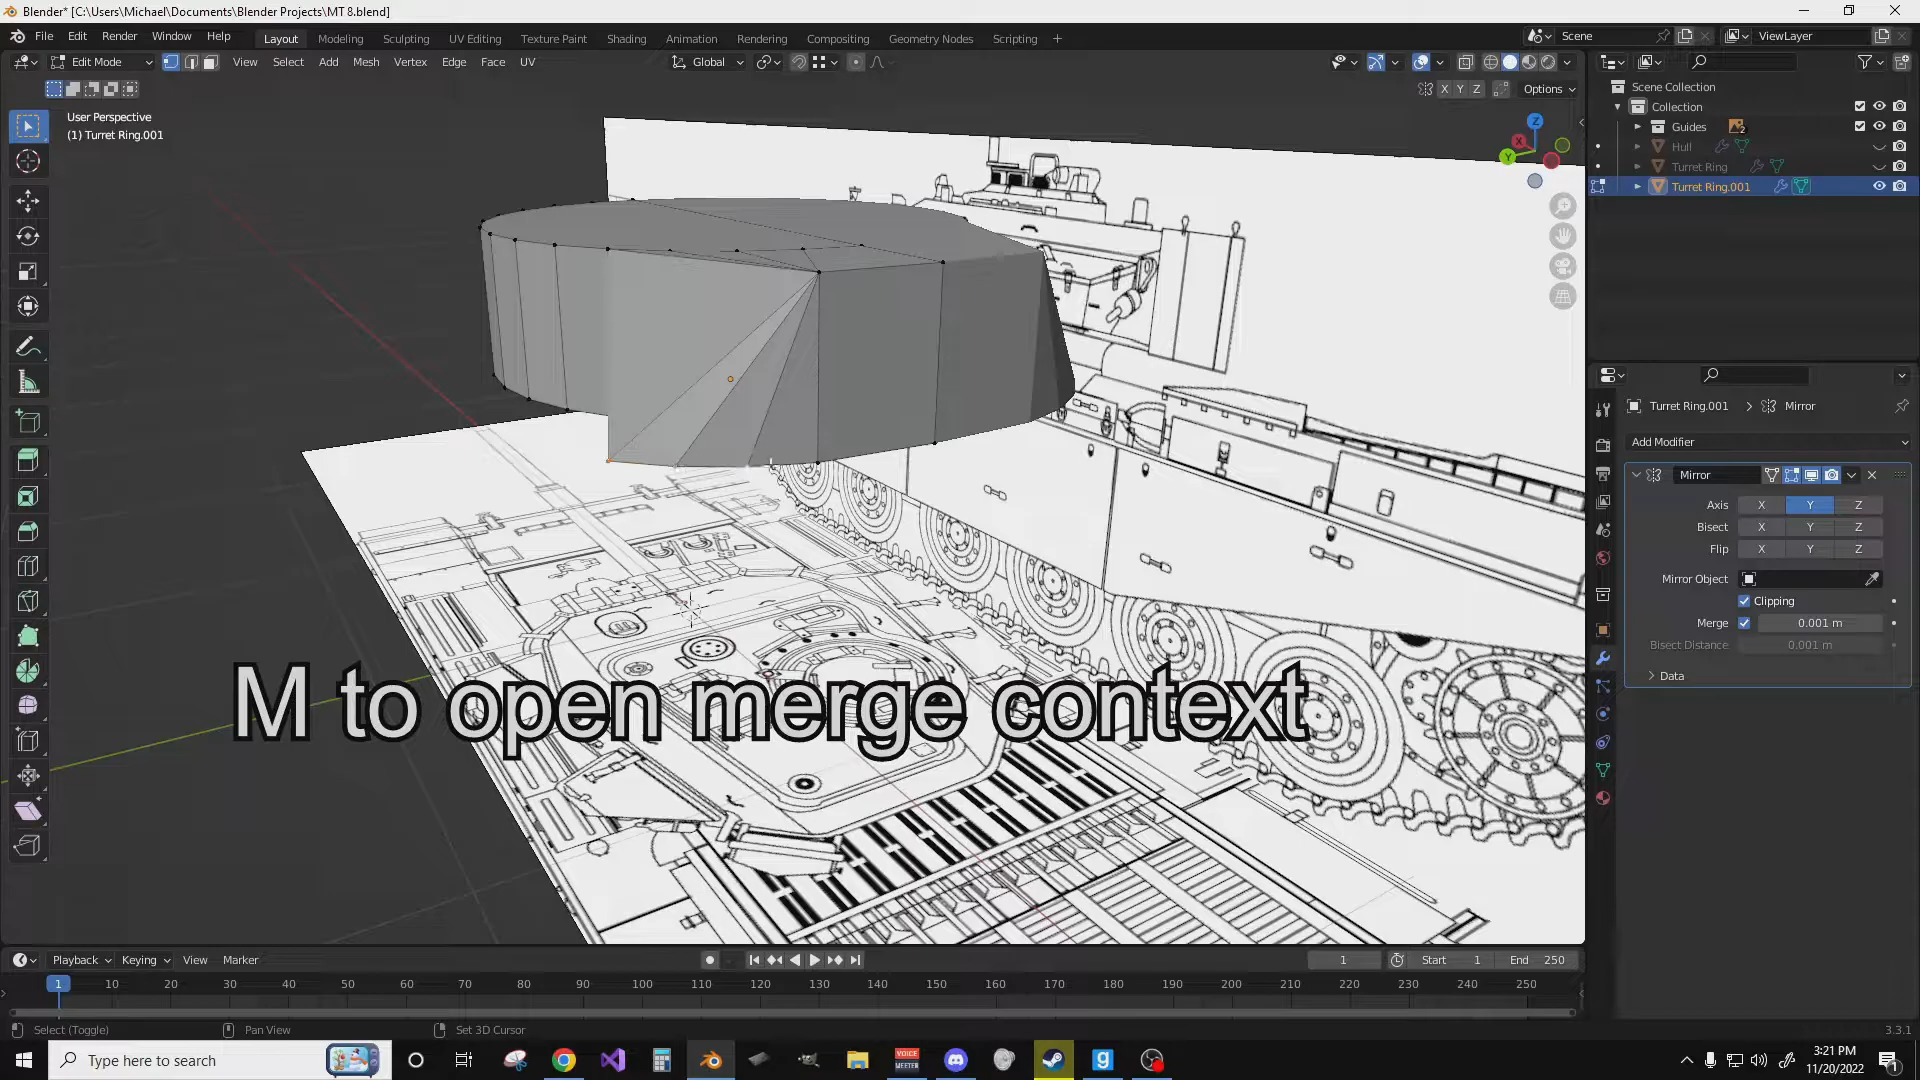 Blender* [C:\Users\Michael\Documents\Blender Projects\MT 8.blend]
File Edit Render Window Help Layout Modeling Sculpting UV Editing Texture Paint Shading Animation Rendering Compositing Geometry Nodes Scripting + Scene ViewLayer
Edit Mode View Select Add Mesh Vertex Edge Face UV Global
X Y Z Options
User Perspective
(1) Turret Ring.001
Z
X
Y
Scene Collection
Collection
Guides 2
Hull
Turret Ring
Turret Ring.001
Turret Ring.001 > Mirror
Add Modifier
Mirror
Axis X Y Z
Bisect X Y Z
Flip X Y Z
Mirror Object
Clipping
Merge 0.001 m
Bisect Distance 0.001 m
Data
M to open merge context
Playback Keying View Marker 1 Start 1 End 250
1 10 20 30 40 50 60 70 80 90 100 110 120 130 140 150 160 170 180 190 200 210 220 230 240 250
Select (Toggle) Pan View Set 3D Cursor 3.3.1
Type here to search
VOICE
MEETER
3:21 PM
11/20/2022
1